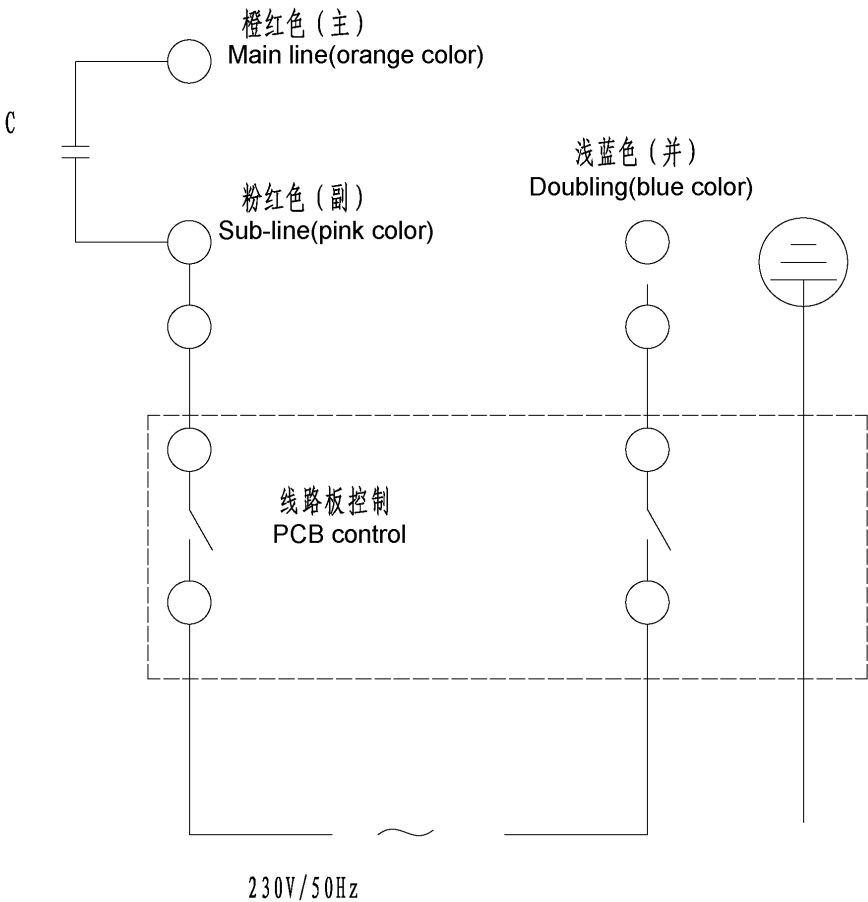 橙红色（主）
Main line(orange color)
C
浅蓝色（并）
Doubling(blue color)
粉红色（副）
Sub-line(pink color)
线路板控制
PCB control
230V/50Hz